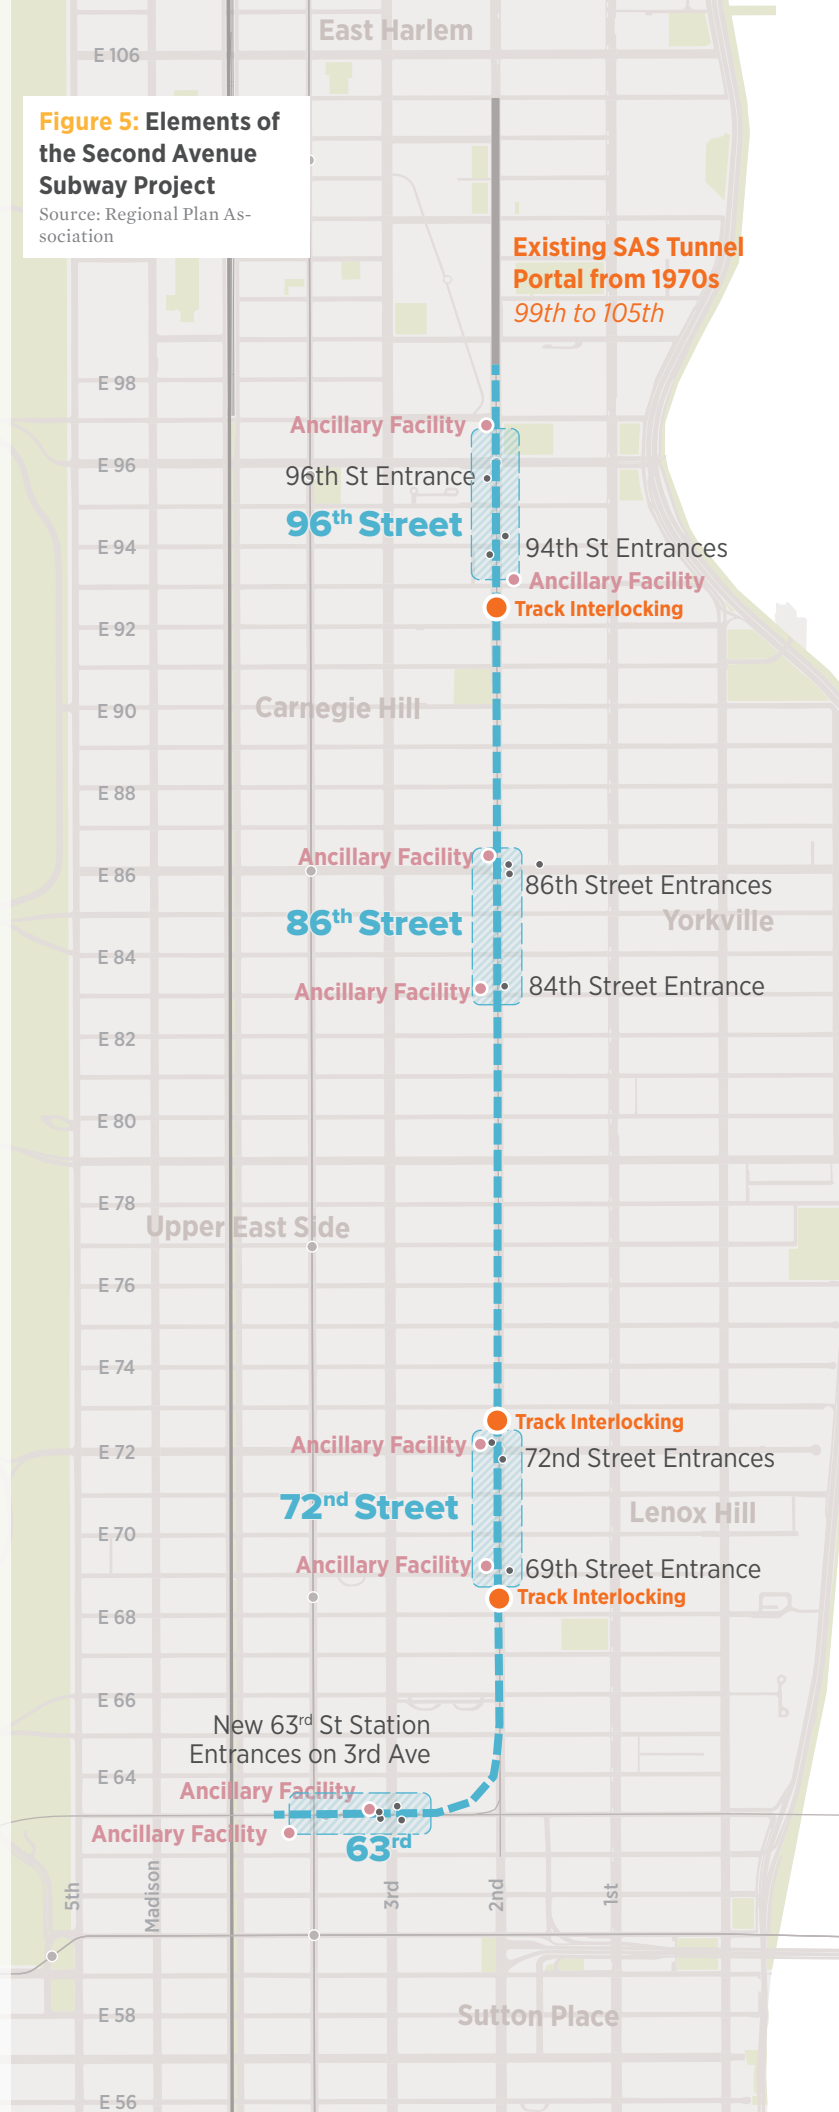 East Harlem
E 106
Figure 5: Elements of
the Second Avenue
Subway Project
Source: Regional Plan As-
sociation
Existing SAS Tunnel
Portal from 1970s
99th to 105th
E 98
Ancillary Facility
E 96
96th St Entrance
96th Street
E 94
94th St Entrances
Ancillary Facility
Track Interlocking
E 92
Carnegie Hill
E 90
E 88
Ancillary Facility
E 86
86th Street Entrances
86th Street
Yorkville
E 84
84th Street Entrance
Ancillary Facility
E 82
E 80
E 78
Upper East Side
E 76
E 74
Track Interlocking
Ancillary Facility
E 72
72nd Street Entrances
72nd Street
Lenox Hill
E 70
Ancillary Facility
69th Street Entrance
Track Interlocking
E 68
E 66
New 63rd St Station
Entrances on 3rd Ave
E 64
Ancillary Facility
Ancillary Facility
63rd
5th
Madison
3rd
2nd
1st
E 58
Sutton Place
E 56